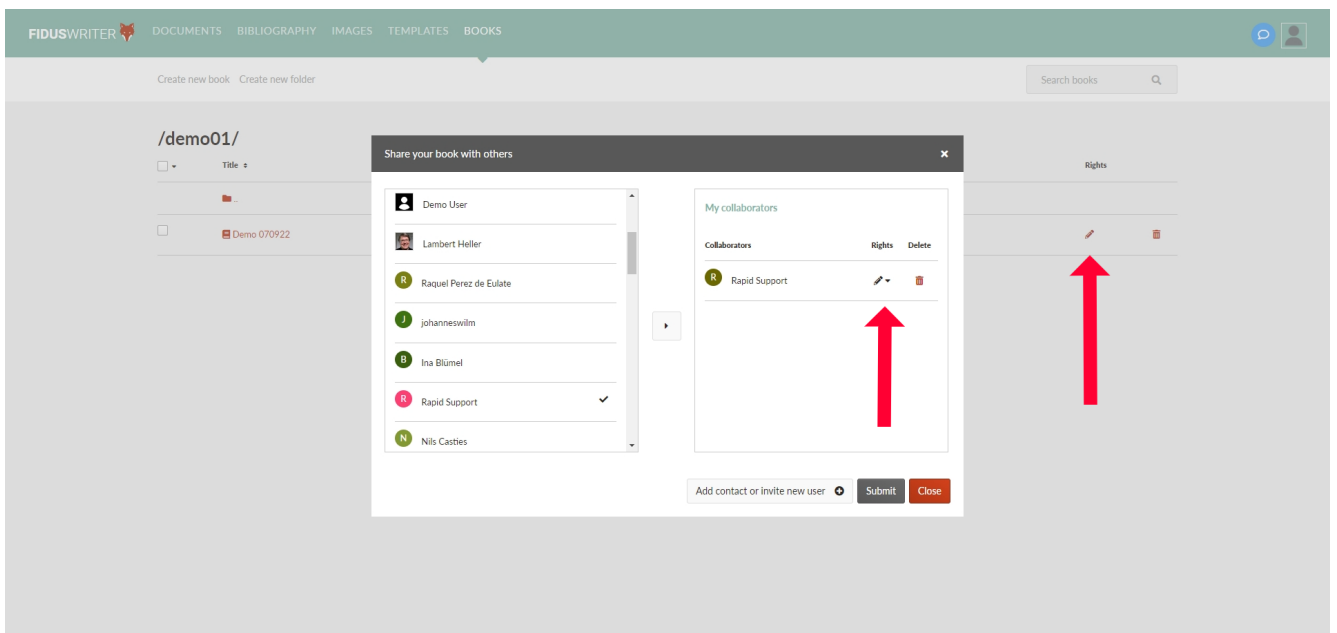 FIDUSWRITER DOCUMENTS BIBLIOGRAPHY IMAGES TEMPLATES BOOKS
Create new book Create new folder
Search books
/demo01/
Title
Rights
..
Demo 070922
Share your book with others
Demo User
Lambert Heller
R Raquel Perez de Eulate
J johanneswilm
B Ina Blümel
R Rapid Support
N Nils Casties
My collaborators
Collaborators Rights Delete
R Rapid Support
Add contact or invite new user Submit Close